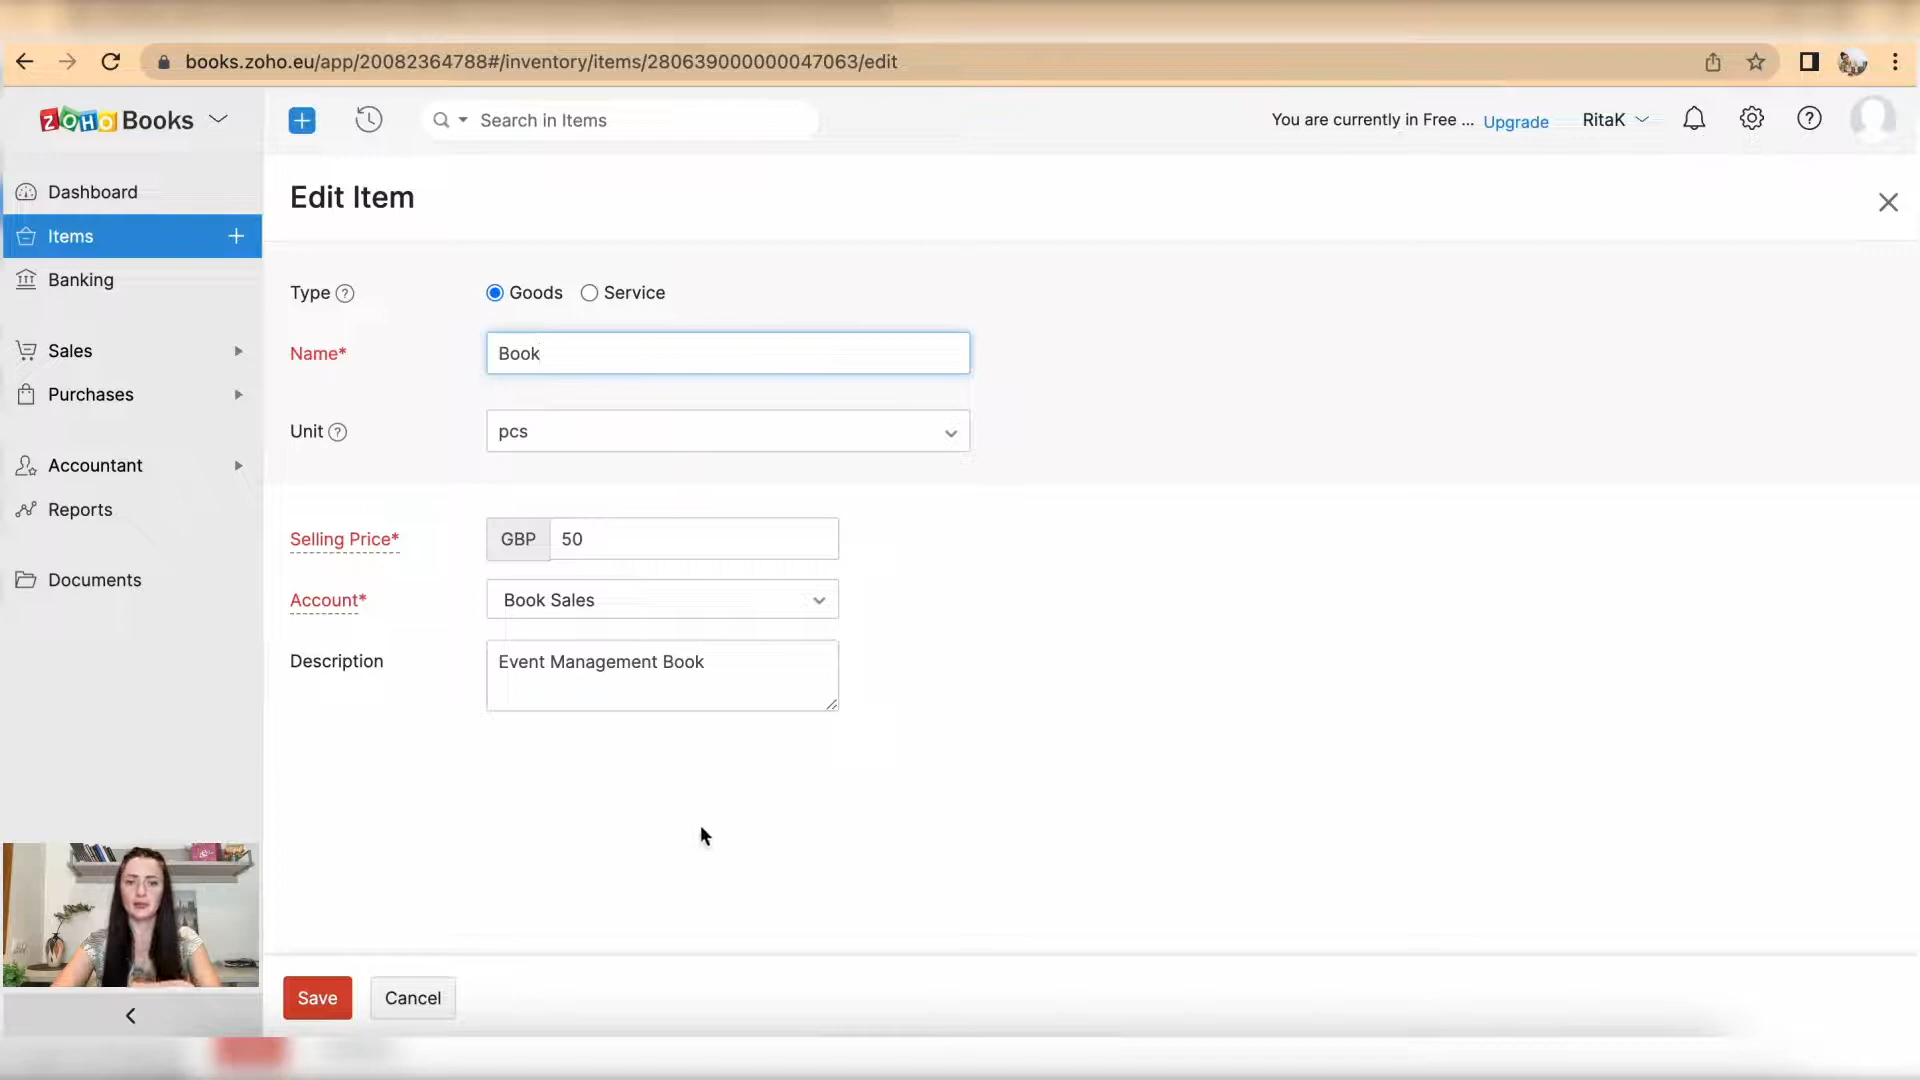 books.zoho.eu/app/20082364788#/inventory/items/280639000000047063/edit
ZOHO Books
Search in Items
You are currently in Free ... Upgrade
RitaK
Dashboard
Items
Banking
Sales
Purchases
Accountant
Reports
Documents
Edit Item
Type
Goods Service
Name*
Book
Unit
pcs
Selling Price*
GBP 50
Account*
Book Sales
Description
Event Management Book
Save Cancel